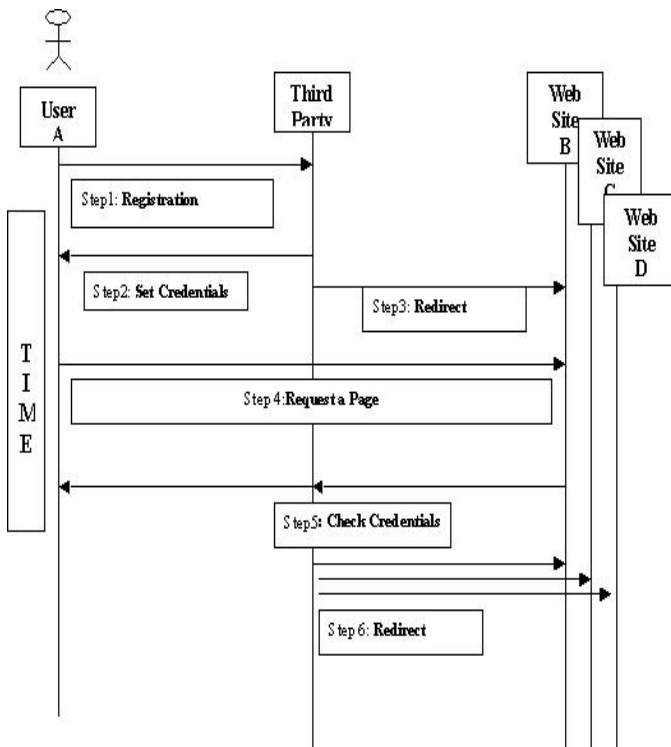 User
A
Third
Party
Web
Site
B
Web
Site
C
Web
Site
D
Step1: Registration
Step2: Set Credentials
Step3: Redirect
T
I
M
E
Step 4:Request a Page
Step5: Check Credentials
Step 6: Redirect